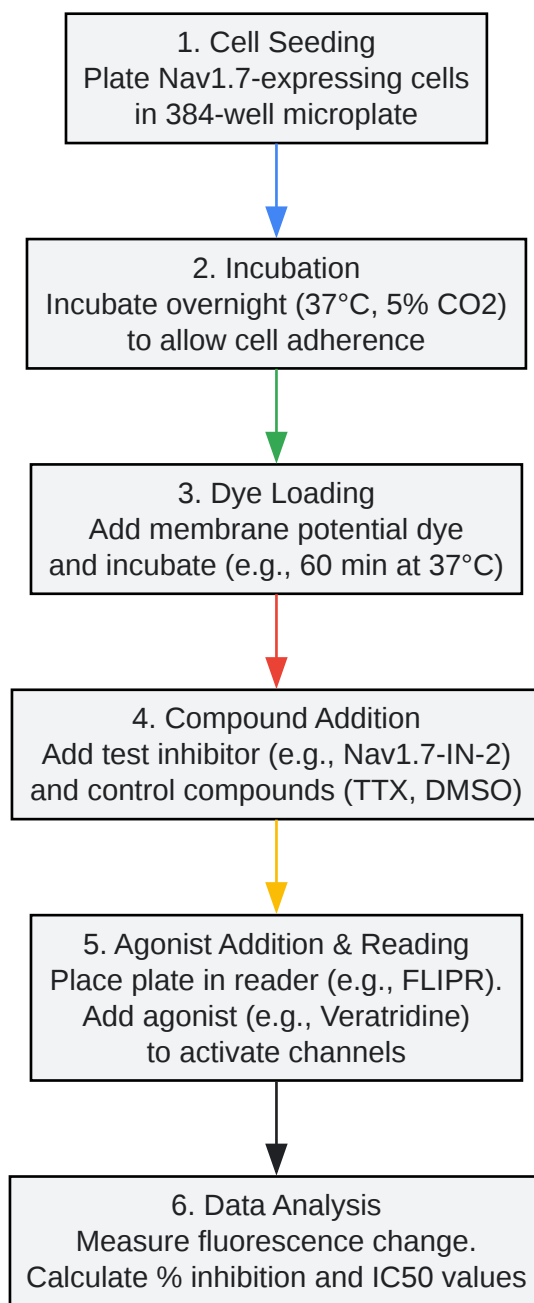 1. Cell Seeding
Plate Nav1.7-expressing cells
in 384-well microplate
2. Incubation
Incubate overnight (37°C, 5% CO2)
to allow cell adherence
3. Dye Loading
Add membrane potential dye
and incubate (e.g., 60 min at 37°C)
4. Compound Addition
Add test inhibitor (e.g., Nav1.7-IN-2)
and control compounds (TTX, DMSO)
5. Agonist Addition & Reading
Place plate in reader (e.g., FLIPR).
Add agonist (e.g., Veratridine)
to activate channels
6. Data Analysis
Measure fluorescence change.
Calculate % inhibition and IC50 values